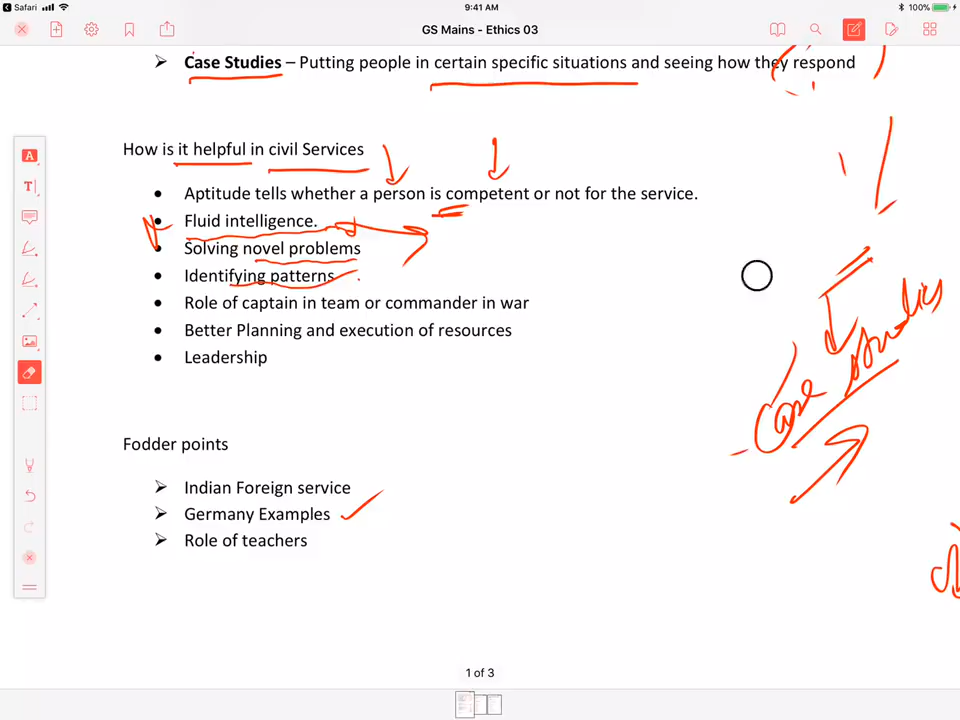 Safari 9:41 AM 100%
GS Mains - Ethics 03
➢ Case Studies – Putting people in certain specific situations and seeing how they respond
How is it helpful in civil Services
• Aptitude tells whether a person is competent or not for the service.
• Fluid intelligence.
• Solving novel problems
• Identifying patterns
• Role of captain in team or commander in war
• Better Planning and execution of resources
• Leadership
Case Studies
Fodder points
➢ Indian Foreign service
➢ Germany Examples
➢ Role of teachers
1 of 3